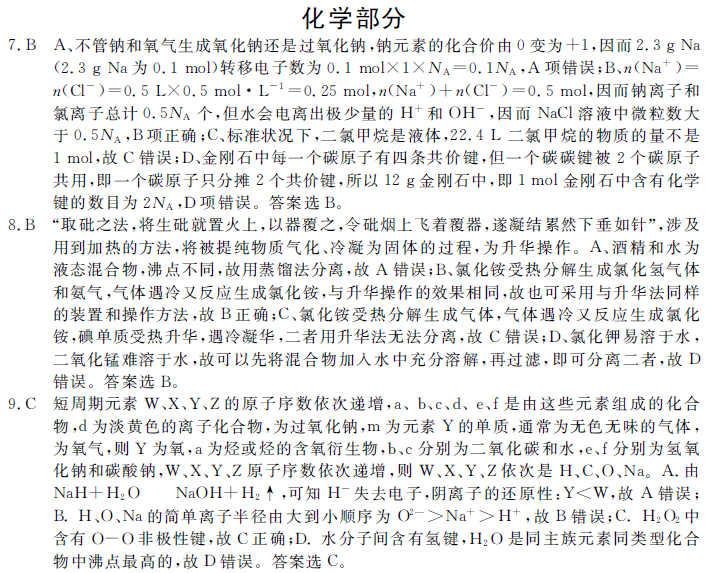 化学部分
7. B A、不管钠和氧气生成氧化钠还是过氧化钠,钠元素的化合价由 0 变为+1,因而 2.3 g Na
(2.3 g Na 为 0.1 mol)转移电子数为 0.1 mol×1×N_A=0.1N_A,A 项错误;B、n(Na⁺)=
n(Cl⁻)=0.5 L×0.5 mol·L⁻¹=0.25 mol,n(Na⁺)+n(Cl⁻)=0.5 mol,因而钠离子和
氯离子总计 0.5N_A 个,但水会电离出极少量的 H⁺ 和 OH⁻,因而 NaCl 溶液中微粒数大
于 0.5N_A,B项正确;C、标准状况下,二氯甲烷是液体,22.4 L 二氯甲烷的物质的量不是
1 mol,故 C 错误;D、金刚石中每一个碳原子有四条共价键,但一个碳碳键被 2 个碳原子
共用,即一个碳原子只分摊 2 个共价键,所以 12 g 金刚石中,即 1 mol 金刚石中含有化学
键的数目为 2N_A,D项错误。答案选 B。
8. B “取砒之法,将生砒就置火上,以器覆之,令砒烟上飞着覆器,遂凝结累然下垂如针”,涉及
用到加热的方法,将被提纯物质气化、冷凝为固体的过程,为升华操作。A、酒精和水为
液态混合物,沸点不同,故用蒸馏法分离,故 A 错误;B、氯化铵受热分解生成氯化氢气体
和氨气,气体遇冷又反应生成氯化铵,与升华操作的效果相同,故也可采用与升华法同样
的装置和操作方法,故 B 正确;C、氯化铵受热分解生成气体,气体遇冷又反应生成氯化
铵,碘单质受热升华,遇冷凝华,二者用升华法无法分离,故 C 错误;D、氯化钾易溶于水,
二氧化锰难溶于水,故可以先将混合物加入水中充分溶解,再过滤,即可分离二者,故 D
错误。答案选 B。
9. C 短周期元素 W、X、Y、Z 的原子序数依次递增,a、b、c、d、e、f 是由这些元素组成的化合
物,d 为淡黄色的离子化合物,为过氧化钠,m 为元素 Y 的单质,通常为无色无味的气体,
为氧气,则 Y 为氧,a 为烃或烃的含氧衍生物,b、c 分别为二氧化碳和水,e、f 分别为氢氧
化钠和碳酸钠,W、X、Y、Z 原子序数依次递增,则 W、X、Y、Z 依次是 H、C、O、Na。A. 由
NaH+H₂O NaOH+H₂↑,可知 H⁻失去电子,阴离子的还原性:Y<W,故 A 错误;
B. H、O、Na 的简单离子半径由大到小顺序为 O²⁻>Na⁺>H⁺,故 B 错误;C. H₂O₂ 中
含有 O—O 非极性键,故 C 正确;D. 水分子间含有氢键,H₂O 是同主族元素同类型化合
物中沸点最高的,故 D 错误。答案选 C。